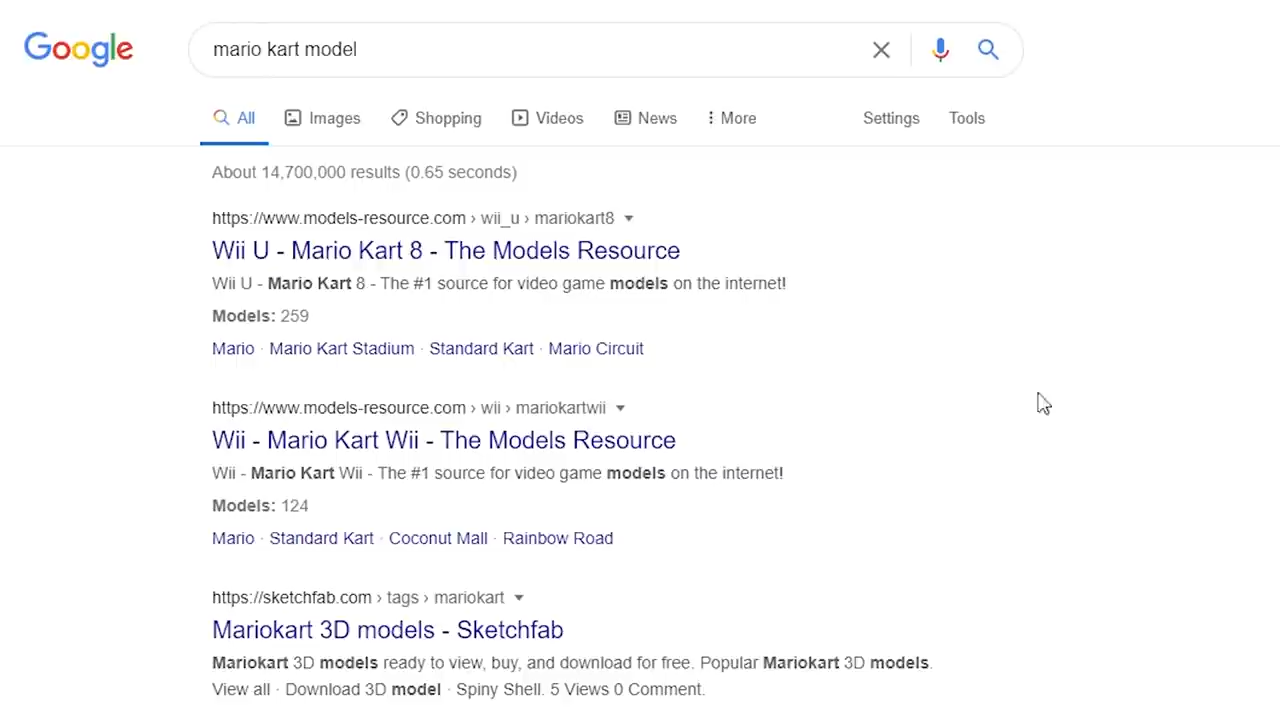 Google mario kart model
All Images Shopping Videos News More Settings Tools
About 14,700,000 results (0.65 seconds)
https://www.models-resource.com › wii_u › mariokart8
Wii U - Mario Kart 8 - The Models Resource
Wii U - Mario Kart 8 - The #1 source for video game models on the internet!
Models: 259
Mario · Mario Kart Stadium · Standard Kart · Mario Circuit
https://www.models-resource.com › wii › mariokartwii
Wii - Mario Kart Wii - The Models Resource
Wii - Mario Kart Wii - The #1 source for video game models on the internet!
Models: 124
Mario · Standard Kart · Coconut Mall · Rainbow Road
https://sketchfab.com › tags › mariokart
Mariokart 3D models - Sketchfab
Mariokart 3D models ready to view, buy, and download for free. Popular Mariokart 3D models.
View all · Download 3D model · Spiny Shell. 5 Views 0 Comment.